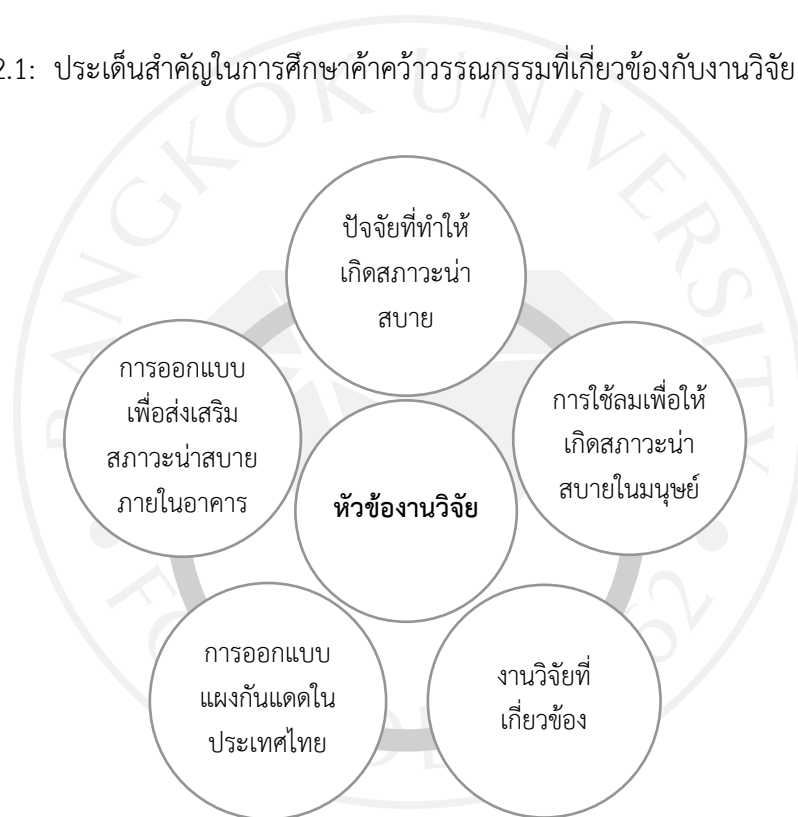 2.1: ประเด็นสำคัญในการศึกษาค้าคว้าวรรณกรรมที่เกี่ยวข้องกับงานวิจัย
BANGKOK UNIVERSITY
ปัจจัยที่ทำให้
เกิดสภาวะน่า
สบาย
การออกแบบ
เพื่อส่งเสริม
สภาวะน่าสบาย
ภายในอาคาร
การใช้ลมเพื่อให้
เกิดสภาวะน่า
สบายในมนุษย์
หัวข้องานวิจัย
การออกแบบ
แผงกันแดดใน
ประเทศไทย
งานวิจัยที่
เกี่ยวข้อง